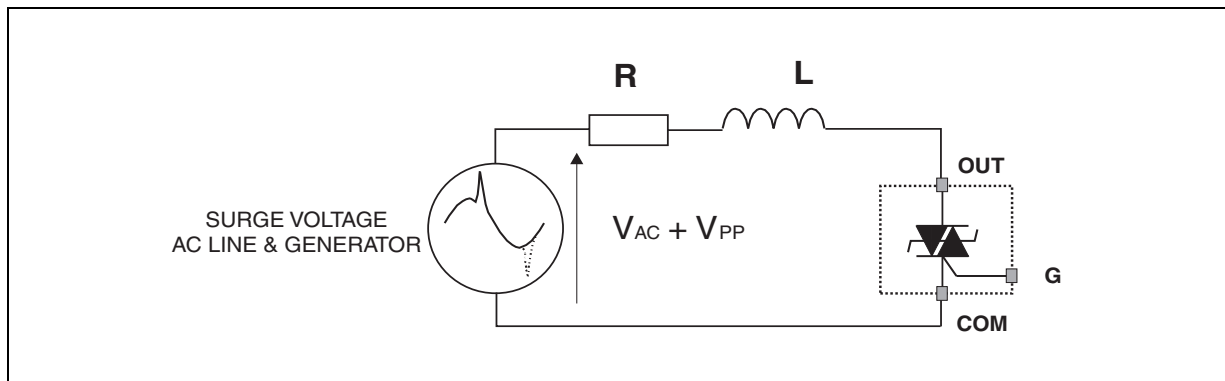 R
L
OUT
SURGE VOLTAGE
AC LINE & GENERATOR
VAC + VPP
G
COM